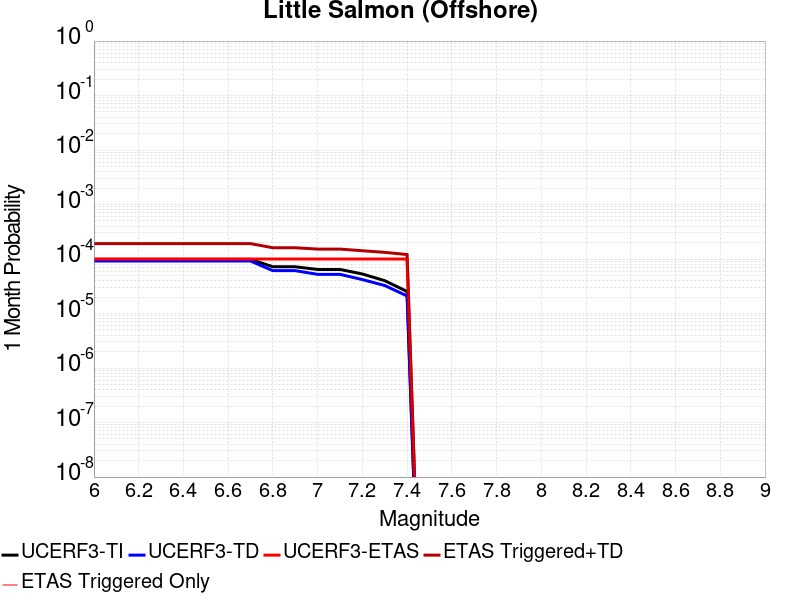 Little Salmon (Offshore)
10^0
10^-1
10^-2
10^-3
10^-4
10^-5
10^-6
10^-7
10^-8
1 Month Probability
6 6.2 6.4 6.6 6.8 7 7.2 7.4 7.6 7.8 8 8.2 8.4 8.6 8.8 9
Magnitude
UCERF3-TI UCERF3-TD UCERF3-ETAS ETAS Triggered+TD
ETAS Triggered Only